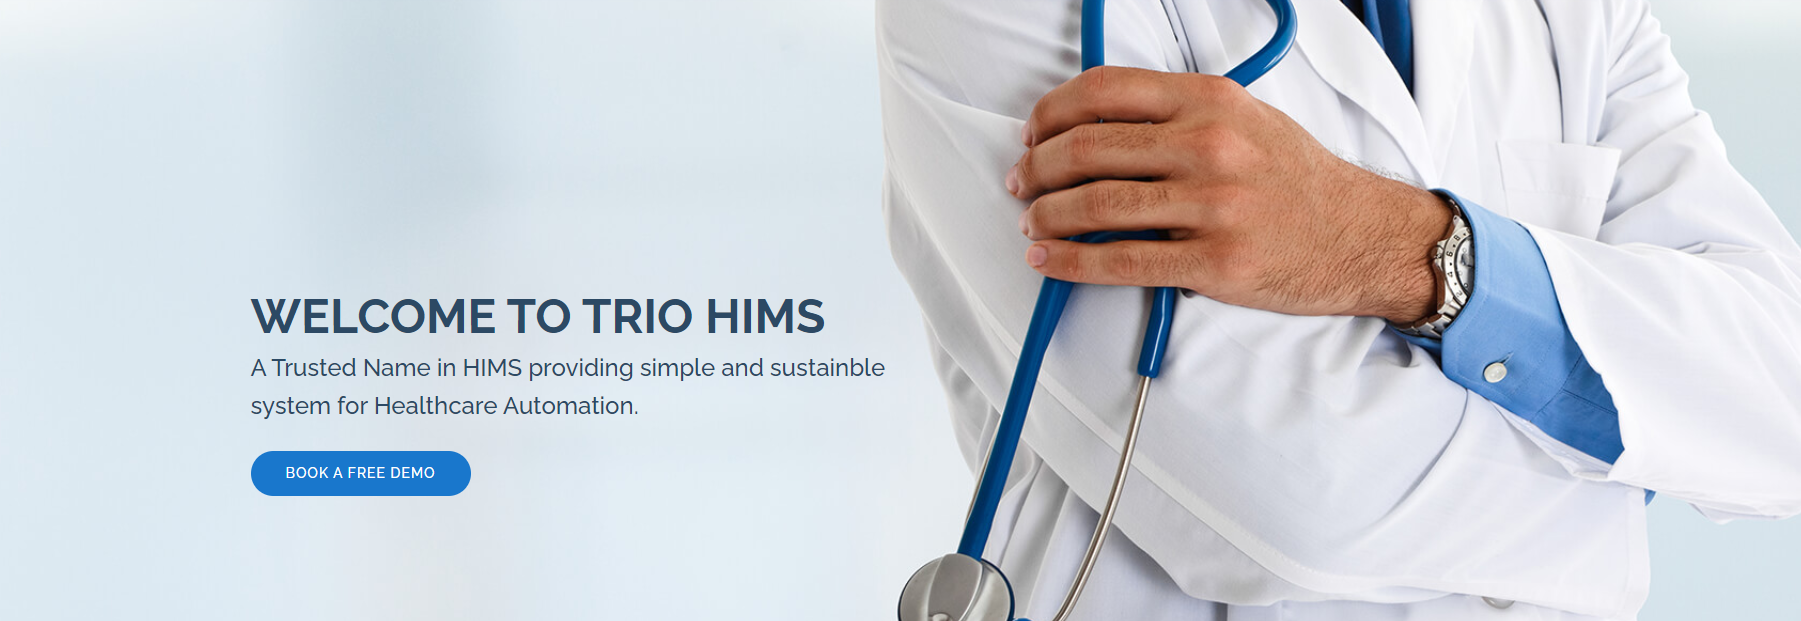 WELCOME TO TRIO HIMS
A Trusted Name in HIMS providing simple and sustainble
system for Healthcare Automation.
BOOK A FREE DEMO